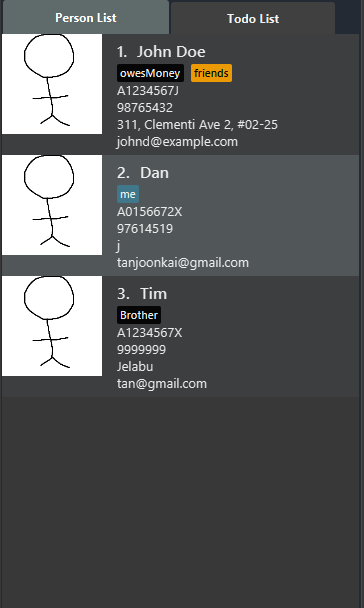 Person List
Todo List
1. John Doe
owesMoney friends
A1234567J
98765432
311, Clementi Ave 2, #02-25
johnd@example.com
2. Dan
me
A0156672X
97614519
j
tanjoonkai@gmail.com
3. Tim
Brother
A1234567X
9999999
Jelabu
tan@gmail.com